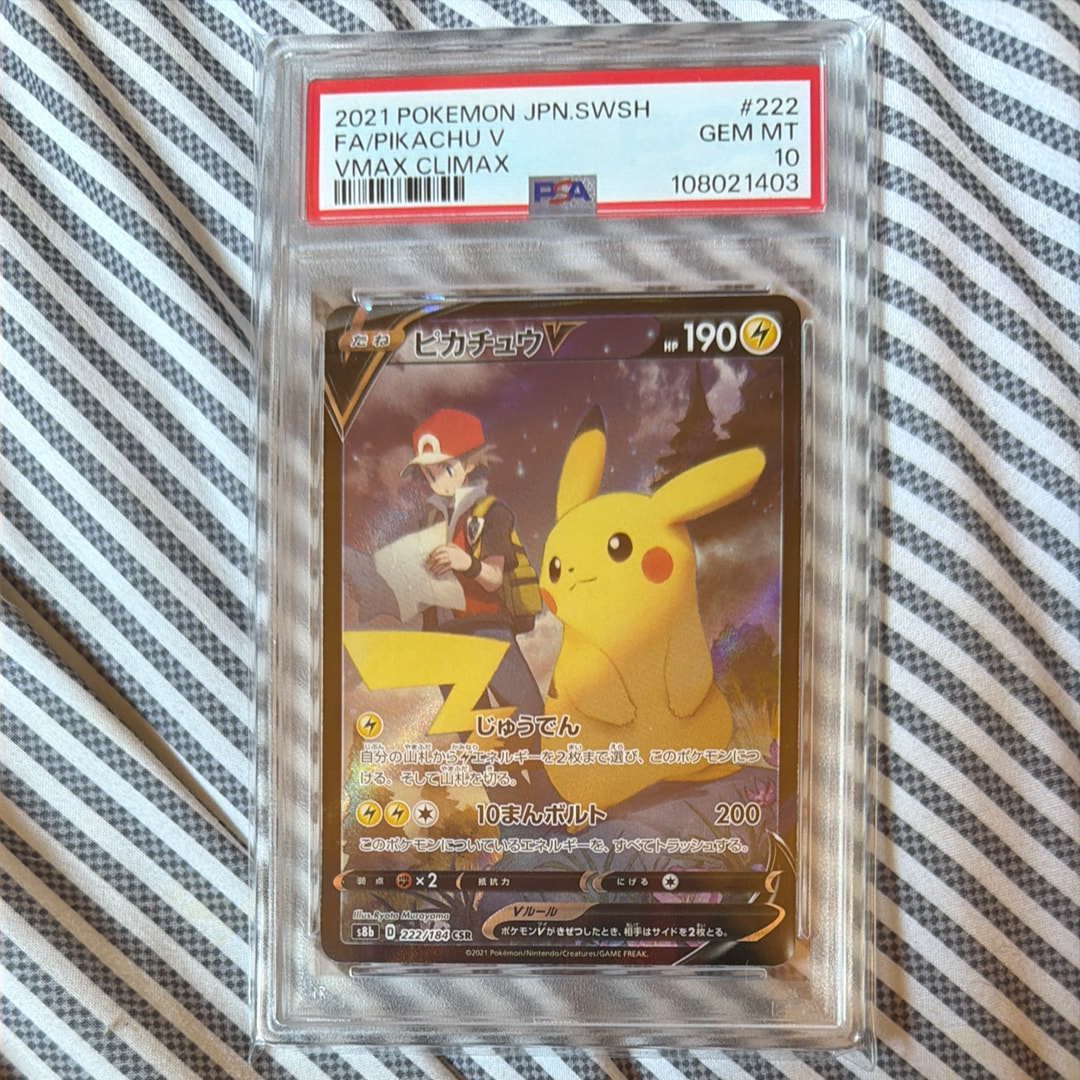 2021 POKEMON JPN.SWSH #222
FA/PIKACHU V GEM MT
VMAX CLIMAX 10
PSA 108021403
たね ピカチュウV HP 190
じゅうでん
自分の山札からエネルギーを2枚まで選び、このポケモンにつ
ける。そして山札を切る。
10まんボルト 200
このポケモンについているエネルギーを、すべてトラッシュする。
弱点 ×2 抵抗力 にげる
Illus. Ryota Murayama
Vルール
s8b D 222/184 CSR ポケモンVがきぜつしたとき、相手はサイドを2枚とる。
©2021 Pokémon/Nintendo/Creatures/GAME FREAK.